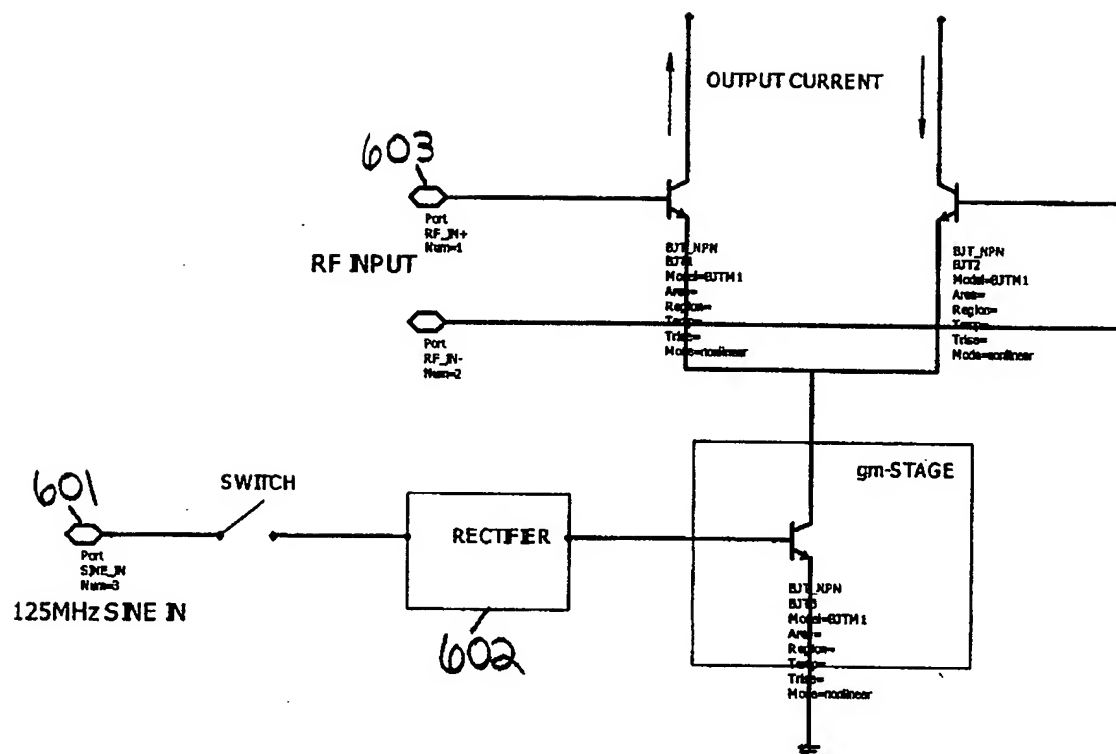 OUTPUT CURRENT
603
Port
RF_IN+
Num=1
RF INPUT
BJT_NPN
BJT1
Model=BJTM1
Area=
Region=
Temp=
Trise=
Mode=nonlinear
BJT_NPN
BJT2
Model=BJTM1
Area=
Region=
Temp=
Trise=
Mode=nonlinear
Port
RF_IN-
Num=2
gm-STAGE
601
SWITCH
RECTIFIER
Port
SINE_IN
Num=3
125MHz SINE IN
602
BJT_NPN
BJT3
Model=BJTM1
Area=
Region=
Temp=
Trise=
Mode=nonlinear